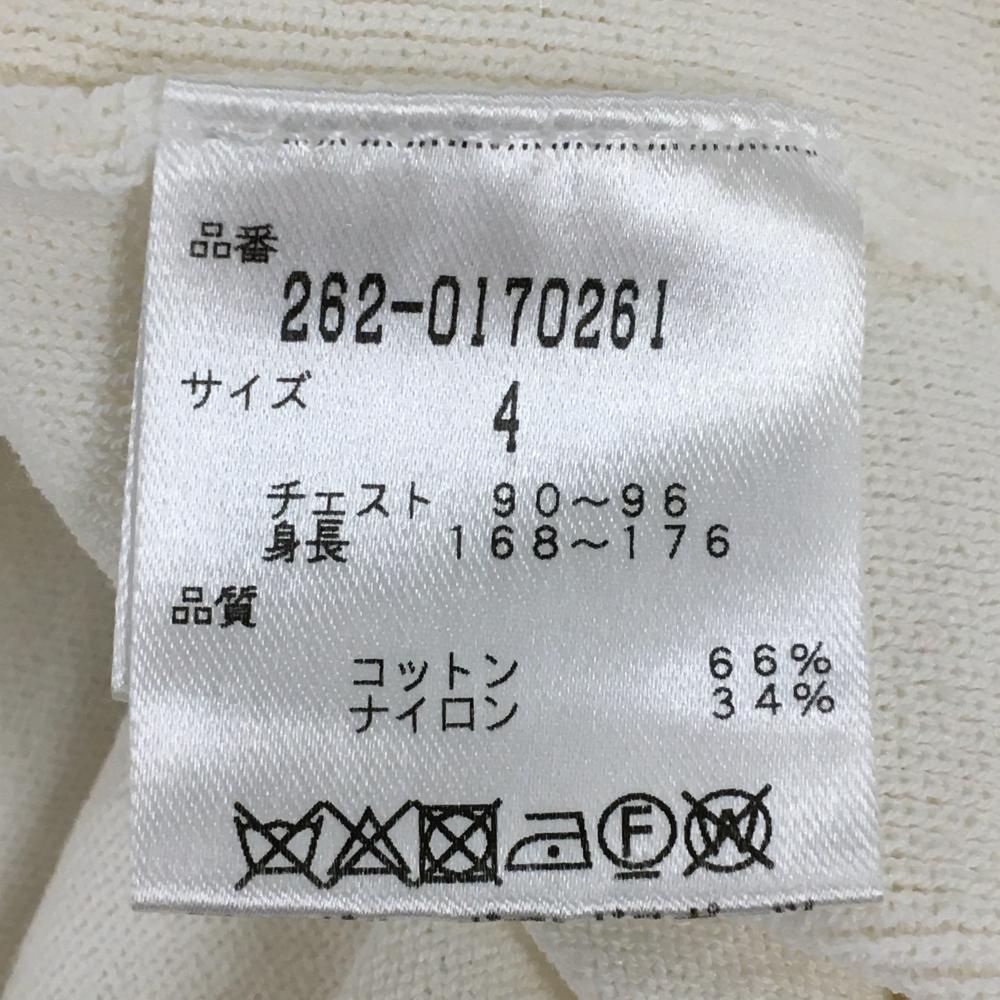 品番
262-0170261
サイズ
4
チェスト 90〜96
身長 168〜176
品質
コットン 66%
ナイロン 34%
F W